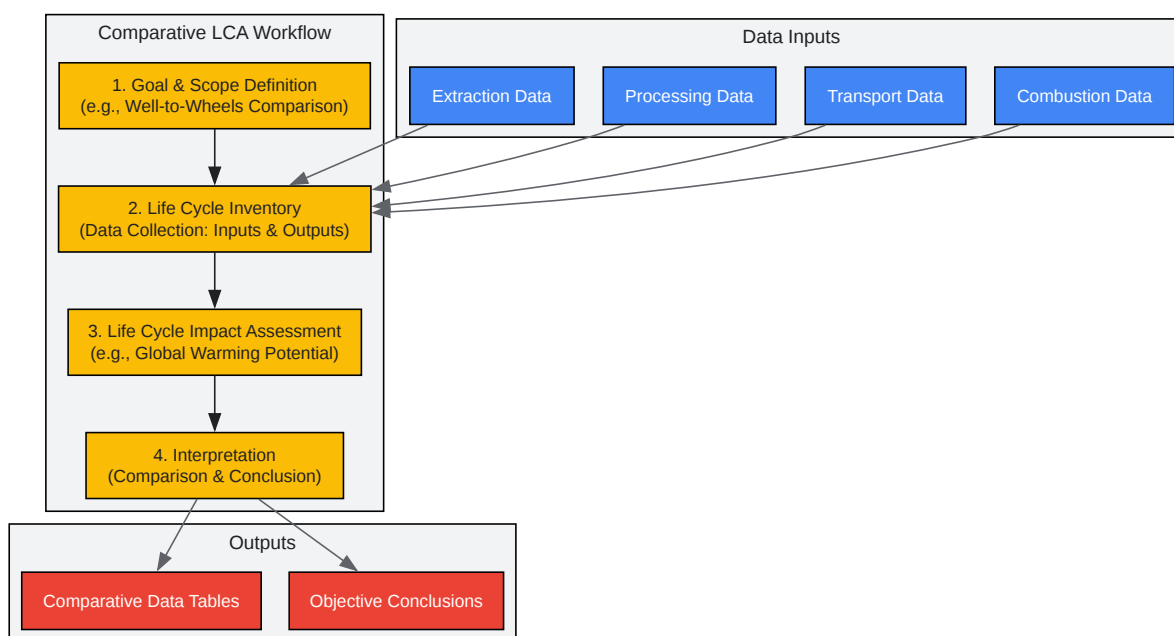 Comparative LCA Workflow
1. Goal & Scope Definition
(e.g., Well-to-Wheels Comparison)
2. Life Cycle Inventory
(Data Collection: Inputs & Outputs)
3. Life Cycle Impact Assessment
(e.g., Global Warming Potential)
4. Interpretation
(Comparison & Conclusion)
Data Inputs
Extraction Data
Processing Data
Transport Data
Combustion Data
Outputs
Comparative Data Tables
Objective Conclusions